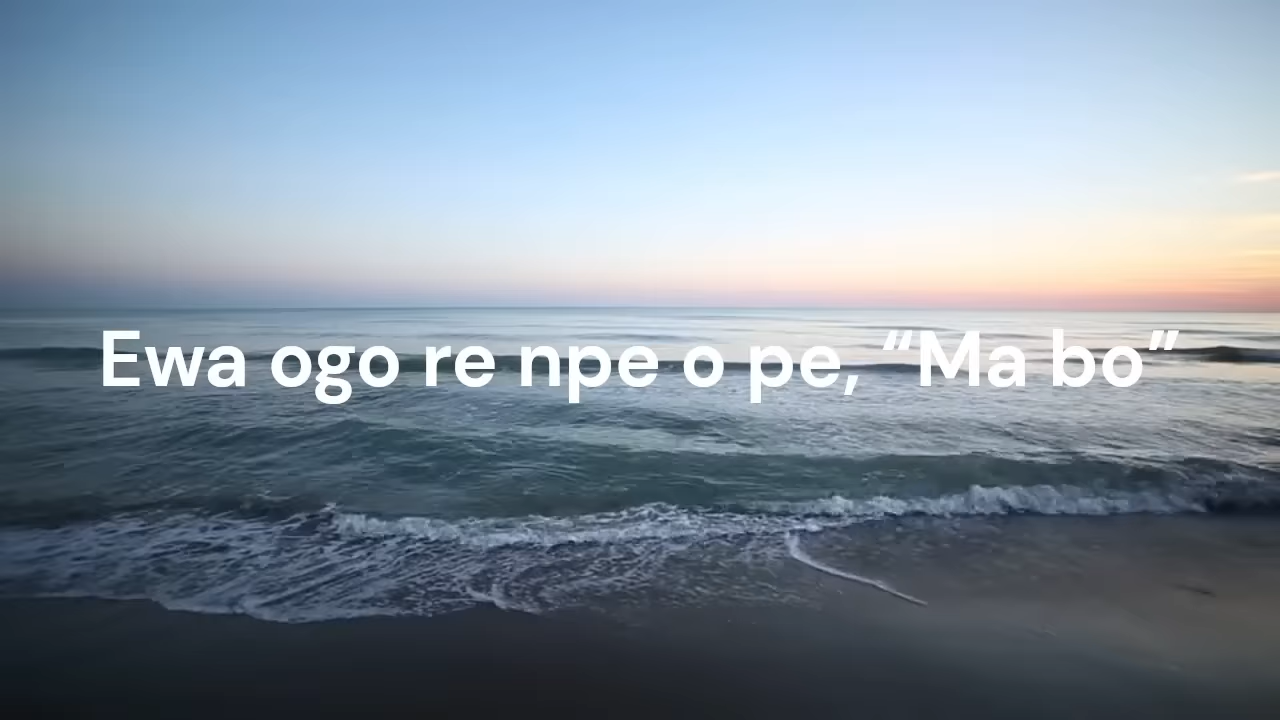 Ewa ogo re npe o pe, “Ma bo”